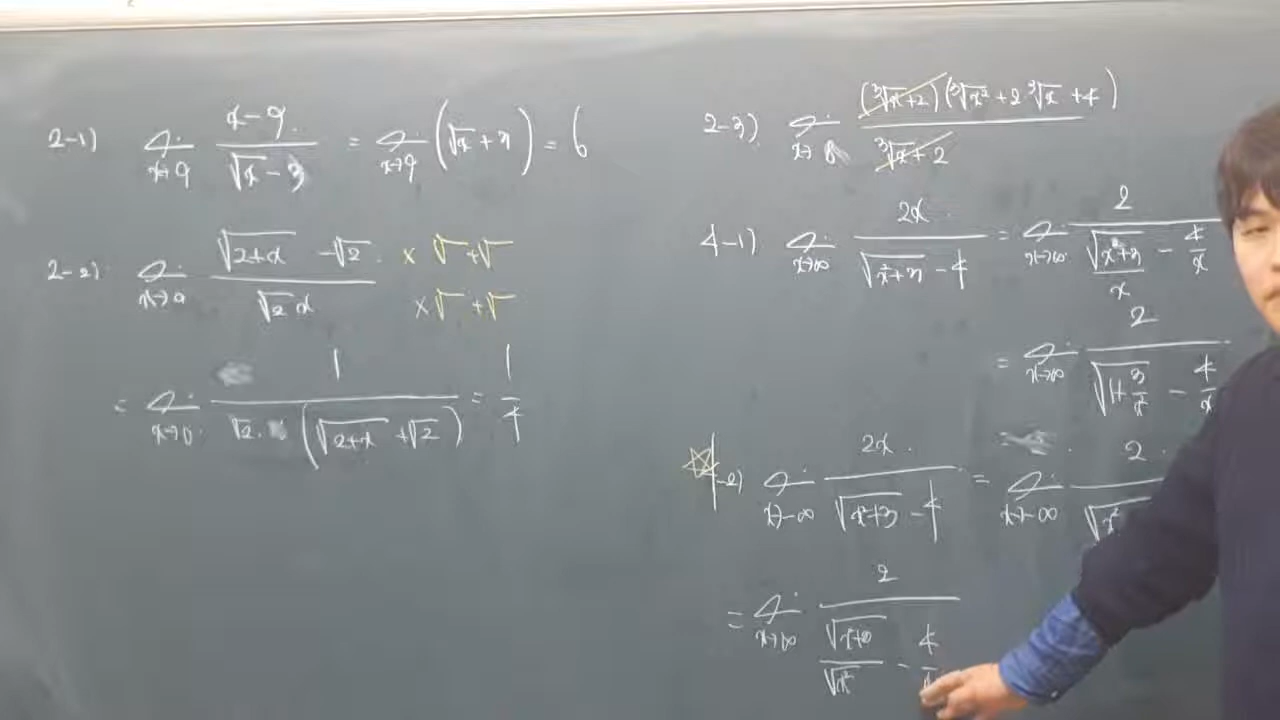 2-1) lim x→9 x-9 / √x - 3 = lim x→9 (√x + 3) = 6
2-2) lim x→0 √2+x - √2 / √2 x × √ + √ × √ + √
= lim x→0 1 / √2 · (√2+x + √2) = 1/4
2-3) lim x→8 (∛x + 2)(∛x² + 2 ∛x + 4) / ∛x + 2
4-1) lim x→∞ 2x / √x²+3 - 4 = lim x→∞ 2 / √x²+3 / x - 4/x
= lim x→∞ 2 / √1+3/x² - 4/x
☆4-2) lim x→-∞ 2x / √x²+3 - 4 = lim x→-∞ 2 / √x²
= lim x→∞ 2 / √x²+3 / √x² - 4